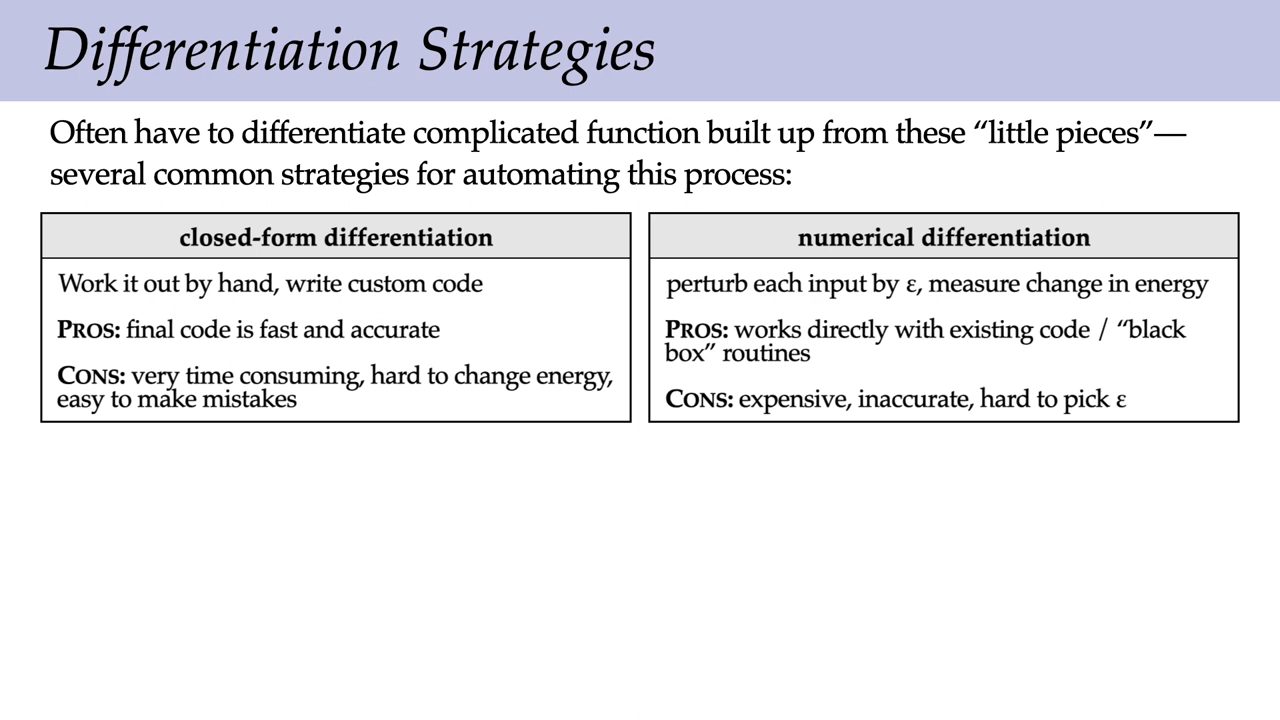 Differentiation Strategies
Often have to differentiate complicated function built up from these “little pieces”—
several common strategies for automating this process:
closed-form differentiation
Work it out by hand, write custom code
PROS: final code is fast and accurate
CONS: very time consuming, hard to change energy,
easy to make mistakes
numerical differentiation
perturb each input by ε, measure change in energy
PROS: works directly with existing code / “black
box” routines
CONS: expensive, inaccurate, hard to pick ε